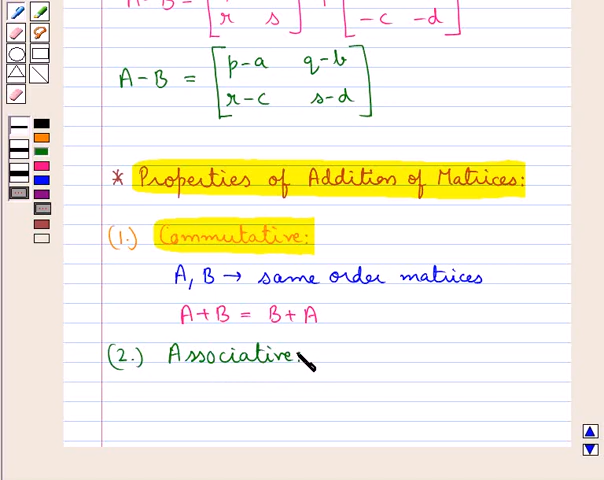 A-B =
r s -c -d
A-B = [p-a q-b
r-c s-d]
* Properties of Addition of Matrices:
(1.) Commutative:
A, B → same order matrices
A+B = B+A
(2.) Associative: